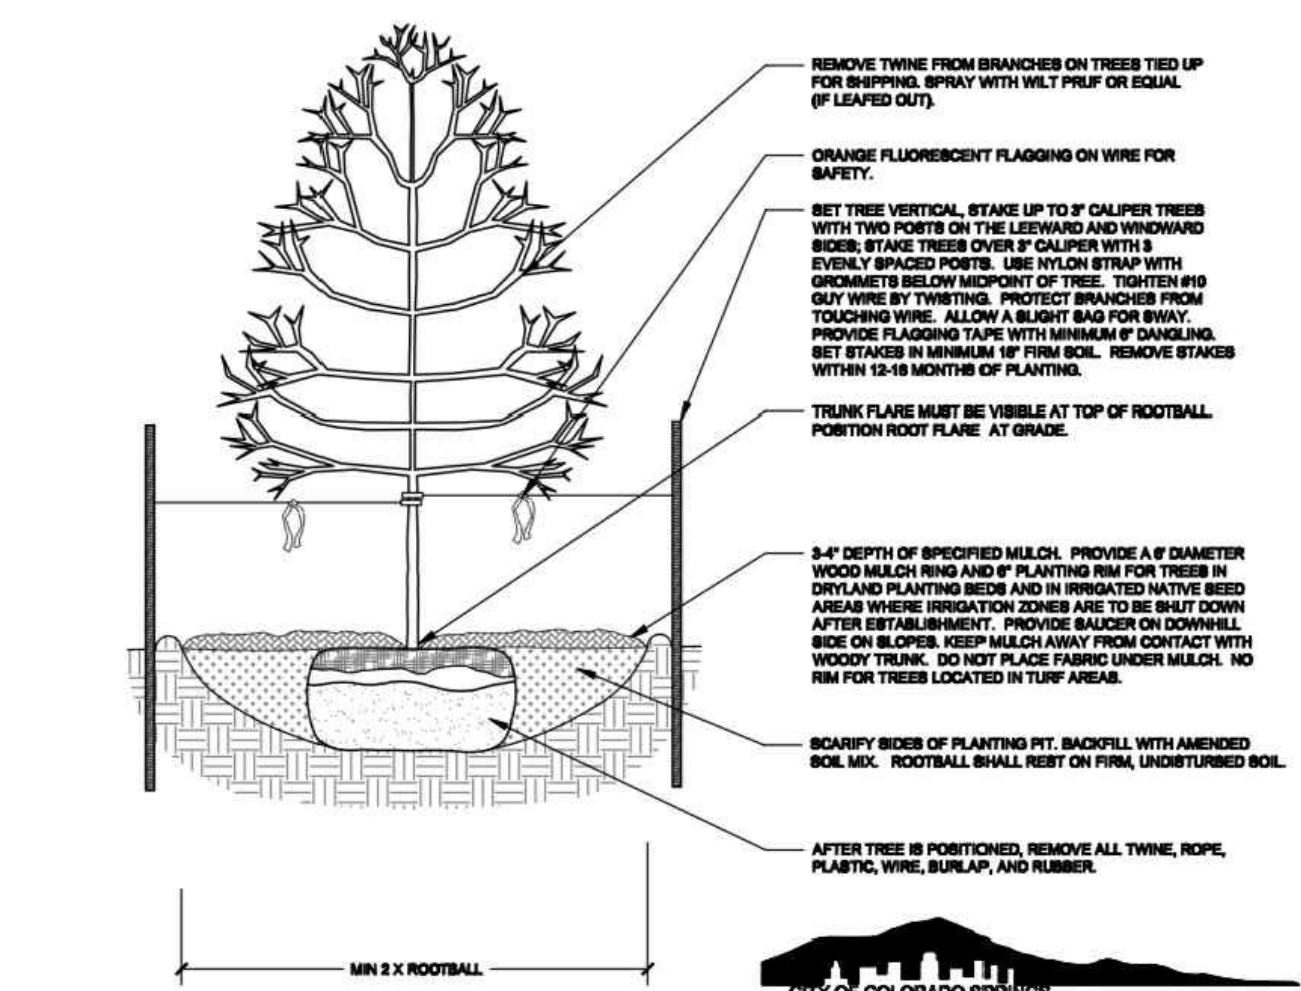 REMOVE TWINE FROM BRANCHES ON TREES TIED UP
FOR SHIPPING. SPRAY WITH WILT PRUF OR EQUAL
(IF LEAFED OUT).
ORANGE FLUORESCENT FLAGGING ON WIRE FOR
SAFETY.
SET TREE VERTICAL, STAKE UP TO 3" CALIPER TREES
WITH TWO POSTS ON THE LEEWARD AND WINDWARD
SIDES; STAKE TREES OVER 3" CALIPER WITH 3
EVENLY SPACED POSTS. USE NYLON STRAP WITH
GROMMETS BELOW MIDPOINT OF TREE. TIGHTEN #10
GUY WIRE BY TWISTING. PROTECT BRANCHES FROM
TOUCHING WIRE. ALLOW A SLIGHT SAG FOR SWAY.
PROVIDE FLAGGING TAPE WITH MINIMUM 6" DANGLING.
SET STAKES IN MINIMUM 18" FIRM SOIL. REMOVE STAKES
WITHIN 12-18 MONTHS OF PLANTING.
TRUNK FLARE MUST BE VISIBLE AT TOP OF ROOTBALL.
POSITION ROOT FLARE AT GRADE.
3-4" DEPTH OF SPECIFIED MULCH. PROVIDE A 6' DIAMETER
WOOD MULCH RING AND 6" PLANTING RIM FOR TREES IN
DRYLAND PLANTING BEDS AND IN IRRIGATED NATIVE SEED
AREAS WHERE IRRIGATION ZONES ARE TO BE SHUT DOWN
AFTER ESTABLISHMENT. PROVIDE SAUCER ON DOWNHILL
SIDE ON SLOPES. KEEP MULCH AWAY FROM CONTACT WITH
WOODY TRUNK. DO NOT PLACE FABRIC UNDER MULCH. NO
RIM FOR TREES LOCATED IN TURF AREAS.
SCARIFY SIDES OF PLANTING PIT. BACKFILL WITH AMENDED
SOIL MIX. ROOTBALL SHALL REST ON FIRM, UNDISTURBED SOIL.
AFTER TREE IS POSITIONED, REMOVE ALL TWINE, ROPE,
PLASTIC, WIRE, BURLAP, AND RUBBER.
MIN 2 X ROOTBALL
CITY OF COLORADO SPRINGS